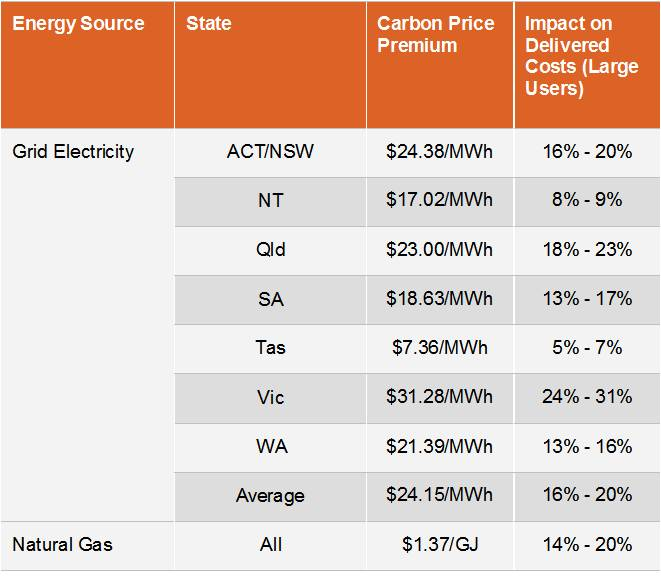 Energy Source State Carbon Price Premium Impact on Delivered Costs (Large Users)
Grid Electricity ACT/NSW $24.38/MWh 16% - 20%
NT $17.02/MWh 8% - 9%
Qld $23.00/MWh 18% - 23%
SA $18.63/MWh 13% - 17%
Tas $7.36/MWh 5% - 7%
Vic $31.28/MWh 24% - 31%
WA $21.39/MWh 13% - 16%
Average $24.15/MWh 16% - 20%
Natural Gas All $1.37/GJ 14% - 20%